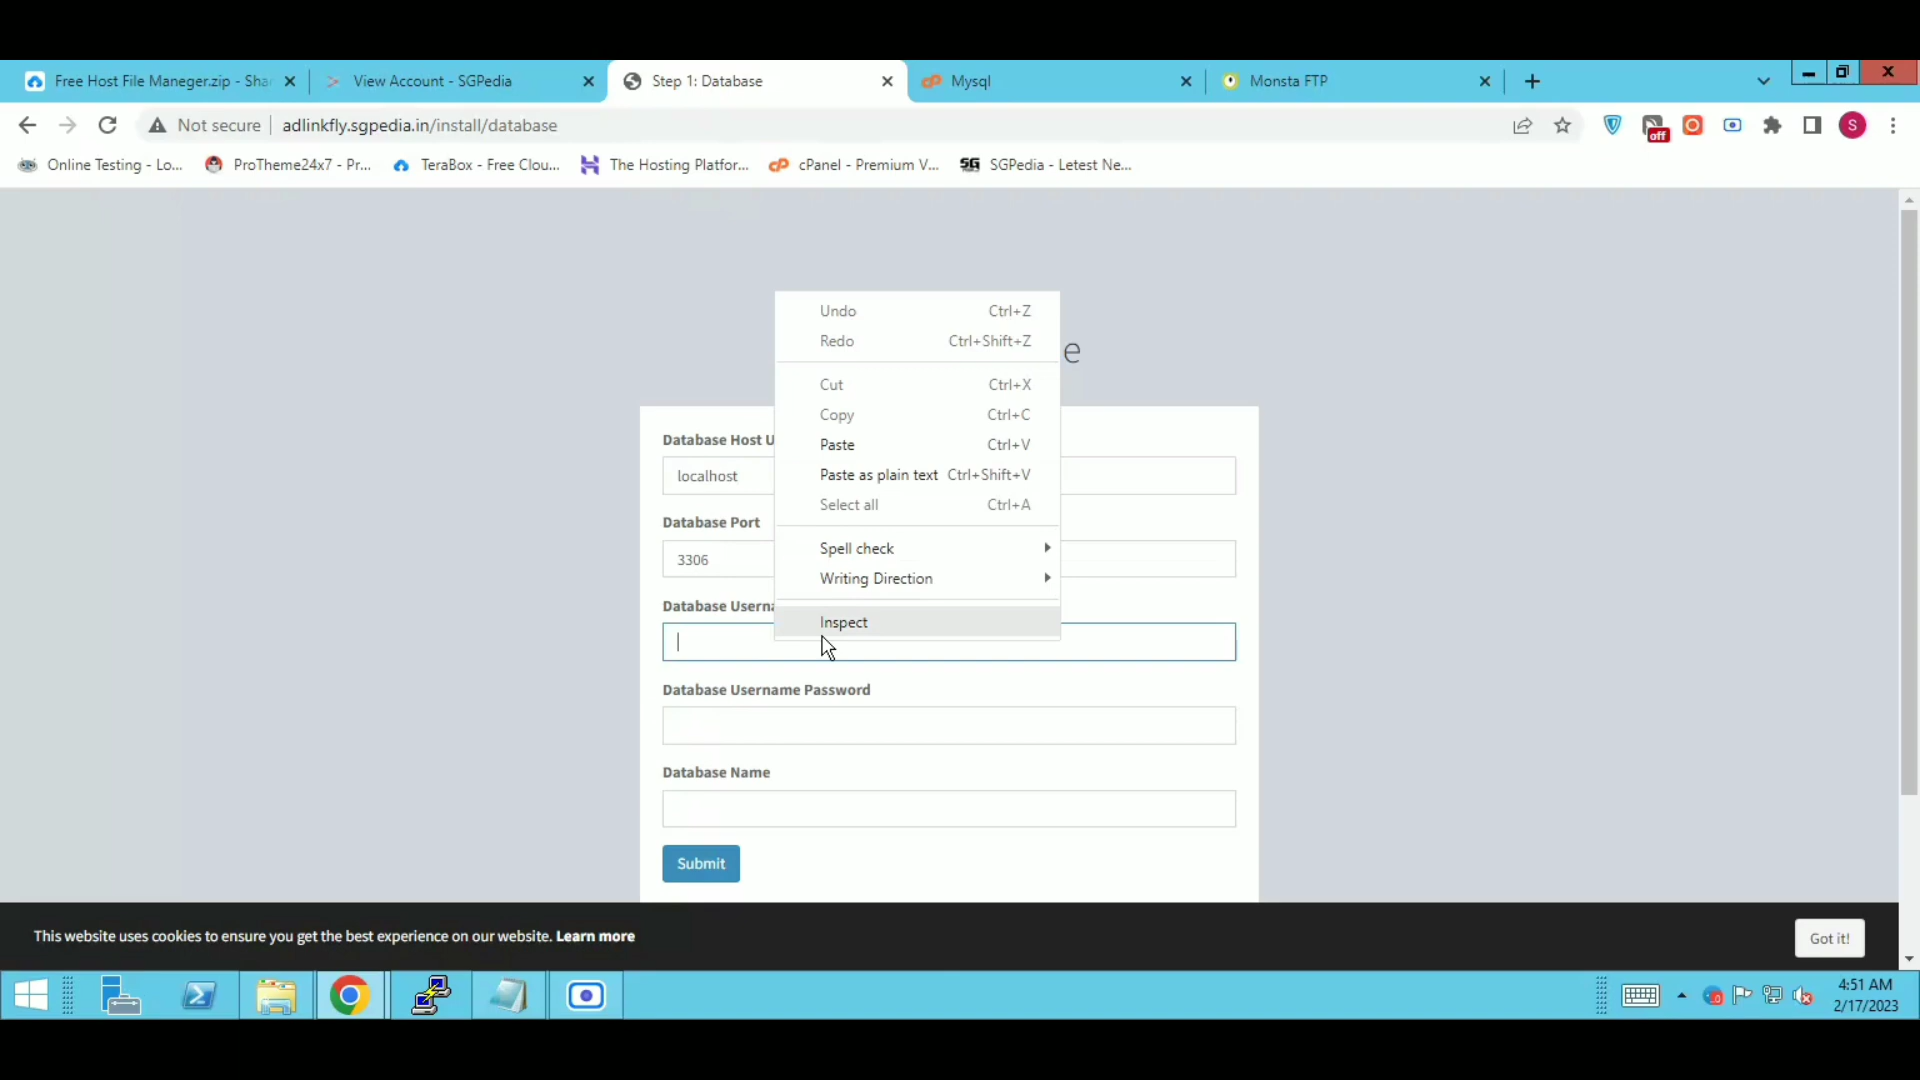 Free Host File Maneger.zip - Sha
View Account - SGPedia
Step 1: Database
Mysql
Monsta FTP
Not secure
adlinkfly.sgpedia.in/install/database
off
S
Online Testing - Lo...
ProTheme24x7 - Pr...
TeraBox - Free Clou...
The Hosting Platfor...
cP
cPanel - Premium V...
SG
SGPedia - Letest Ne...
e
Undo Ctrl+Z
Redo Ctrl+Shift+Z
Cut Ctrl+X
Copy Ctrl+C
Paste Ctrl+V
Paste as plain text Ctrl+Shift+V
Select all Ctrl+A
Spell check
Writing Direction
Inspect
Database Host U
localhost
Database Port
3306
Database Userna
Database Username Password
Database Name
Submit
This website uses cookies to ensure you get the best experience on our website. Learn more
Got it!
4:51 AM
2/17/2023